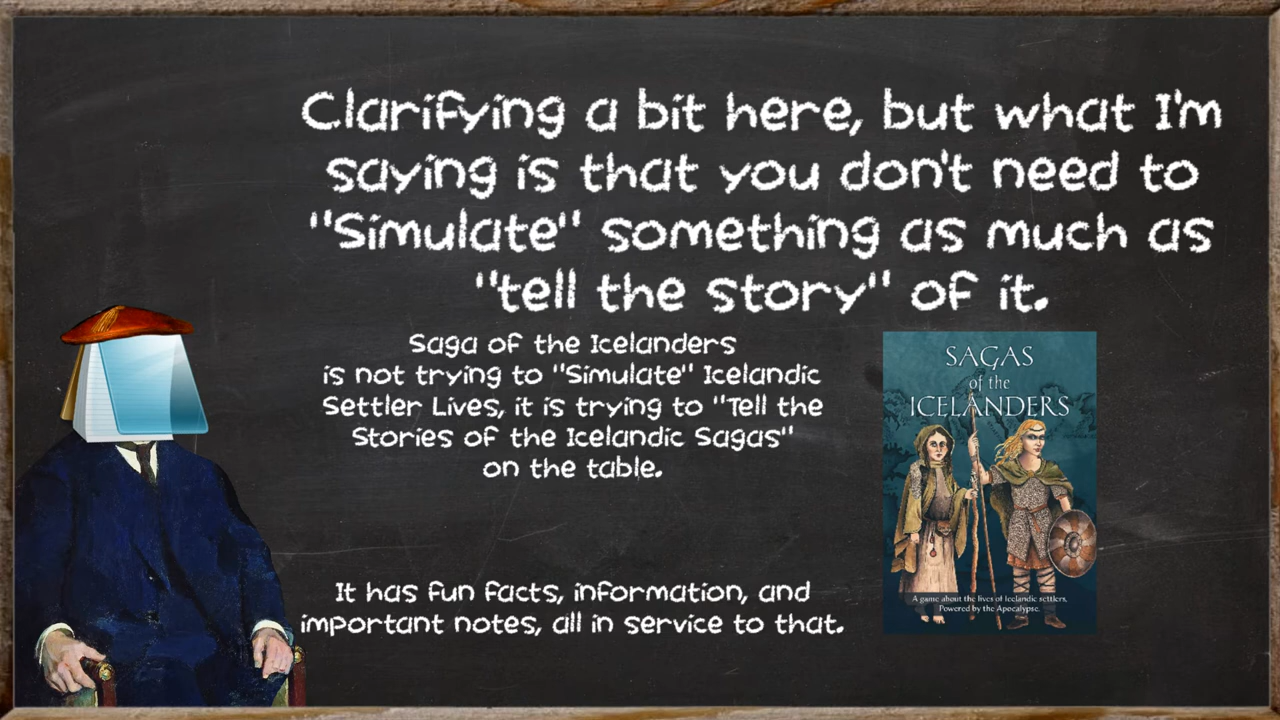 Clarifying a bit here, but what I'm
saying is that you don't need to
"Simulate" something as much as
"tell the story" of it.
Saga of the Icelanders
is not trying to "Simulate" Icelandic
Settler Lives, it is trying to "Tell the
Stories of the Icelandic Sagas"
on the table.
SAGAS
of the
ICELANDERS
A game about the lives of Icelandic settlers.
Powered by the Apocalypse.
It has fun facts, information, and
important notes, all in service to that.